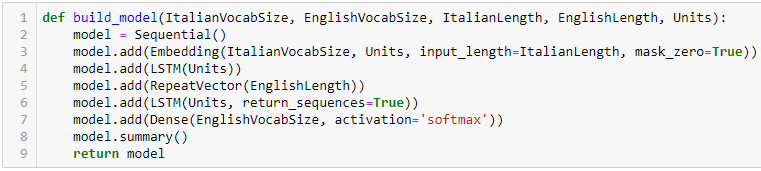 1 def build_model(ItalianVocabSize, EnglishVocabSize, ItalianLength, EnglishLength, Units):
2     model = Sequential()
3     model.add(Embedding(ItalianVocabSize, Units, input_length=ItalianLength, mask_zero=True))
4     model.add(LSTM(Units))
5     model.add(RepeatVector(EnglishLength))
6     model.add(LSTM(Units, return_sequences=True))
7     model.add(Dense(EnglishVocabSize, activation='softmax'))
8     model.summary()
9     return model